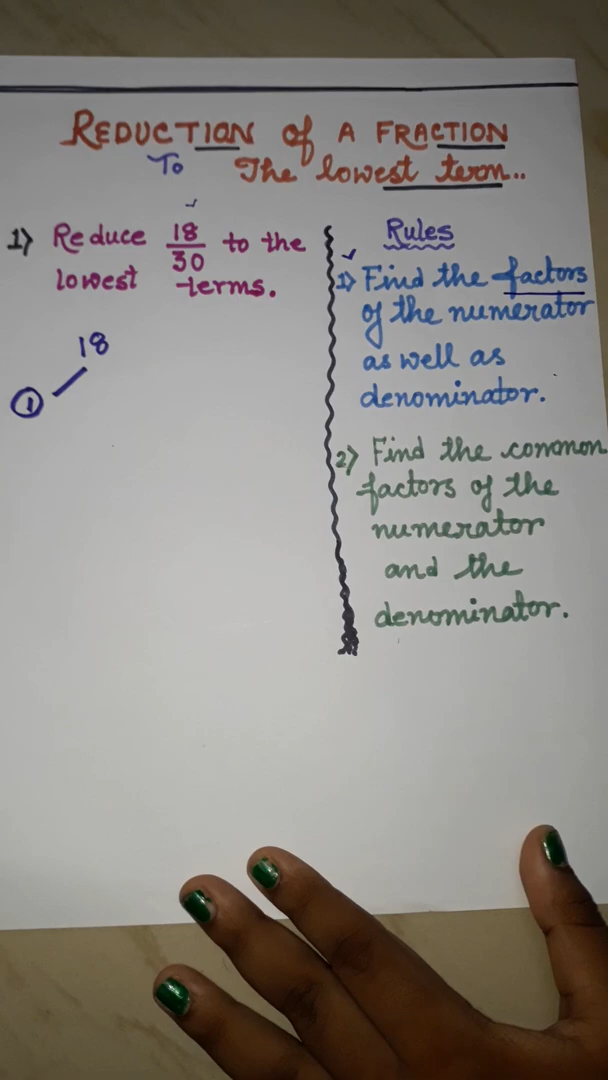 REDUCTION of A FRACTION
To The lowest term..
1) Reduce 18/30 to the
lowest terms.
18
1
Rules
1) Find the factors
of the numerator
as well as
denominator.
2) Find the common
factors of the
numerator
and the
denominator.